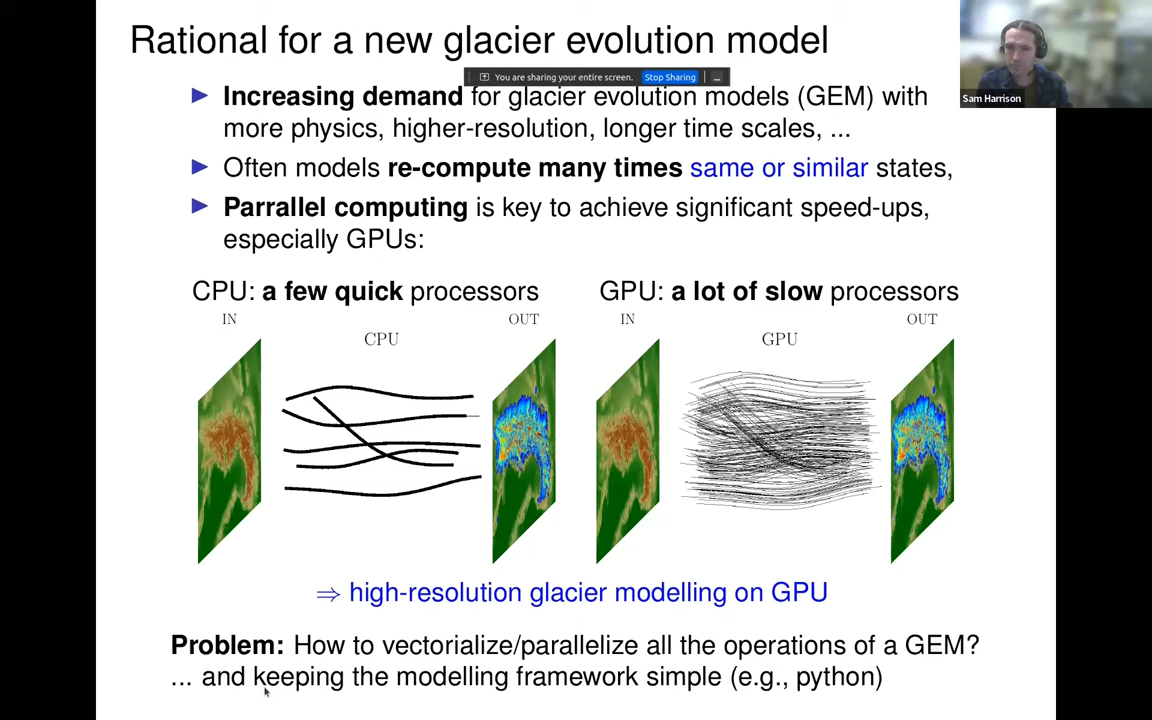 Rational for a new glacier evolution model
You are sharing your entire screen. Stop Sharing
Sam Harrison
Increasing demand for glacier evolution models (GEM) with
more physics, higher-resolution, longer time scales, ...
Often models re-compute many times same or similar states,
Parrallel computing is key to achieve significant speed-ups,
especially GPUs:
CPU: a few quick processors
GPU: a lot of slow processors
IN
OUT
CPU
IN
OUT
GPU
⇒ high-resolution glacier modelling on GPU
Problem: How to vectorialize/parallelize all the operations of a GEM?
... and keeping the modelling framework simple (e.g., python)